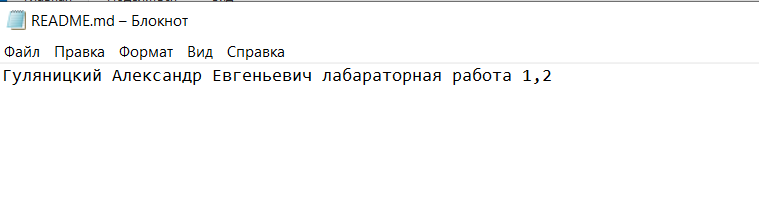 README.md – Блокнот
Файл Правка Формат Вид Справка
Гуляницкий Александр Евгеньевич лабараторная работа 1,2